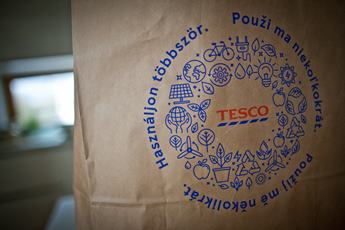 Használjon többször.
Použi ma niekoľkokrát.
Použij mě několikrát.
TESCO